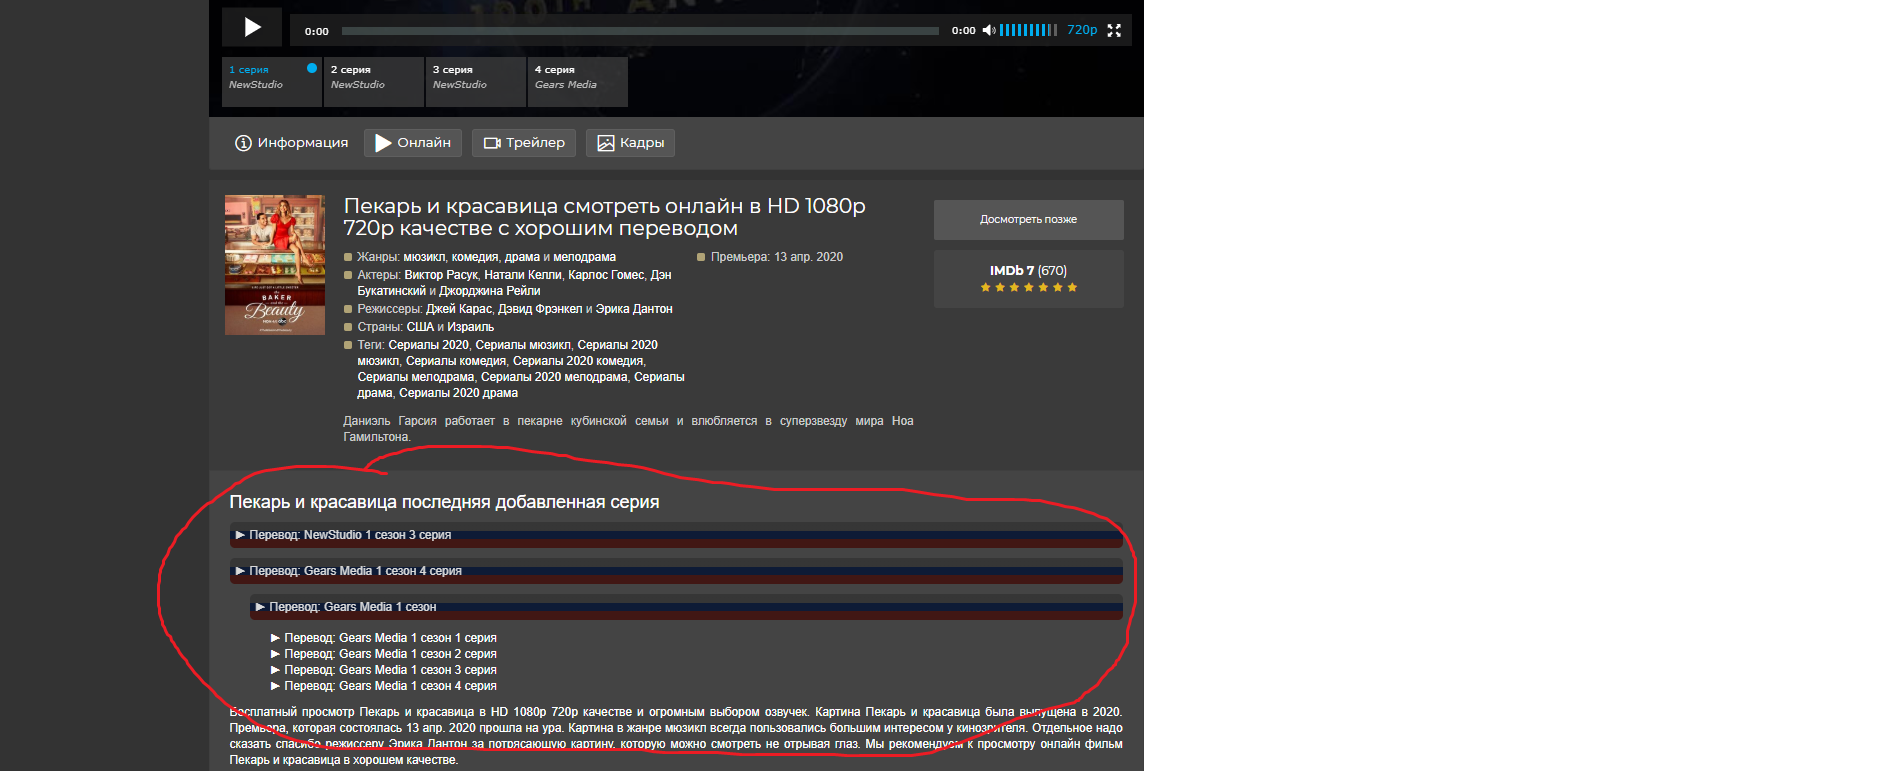 100TH AN
0:00
0:00
720p
1 серия
NewStudio
2 серия
NewStudio
3 серия
NewStudio
4 серия
Gears Media
Информация
Онлайн
Трейлер
Кадры
Пекарь и красавица смотреть онлайн в HD 1080p
720p качестве с хорошим переводом
Жанры: мюзикл, комедия, драма и мелодрама
Премьера: 13 апр. 2020
Актеры: Виктор Расук, Натали Келли, Карлос Гомес, Дэн
Букатинский и Джорджина Рейли
Режиссеры: Джей Карас, Дэвид Фрэнкел и Эрика Дантон
Страны: США и Израиль
Теги: Сериалы 2020, Сериалы мюзикл, Сериалы 2020
мюзикл, Сериалы комедия, Сериалы 2020 комедия,
Сериалы мелодрама, Сериалы 2020 мелодрама, Сериалы
драма, Сериалы 2020 драма
Досмотреть позже
IMDb 7 (670)
the
BAKER
and the
Beauty
Даниэль Гарсия работает в пекарне кубинской семьи и влюбляется в суперзвезду мира Ноа
Гамильтона.
Пекарь и красавица последняя добавленная серия
► Перевод: NewStudio 1 сезон 3 серия
► Перевод: Gears Media 1 сезон 4 серия
► Перевод: Gears Media 1 сезон
► Перевод: Gears Media 1 сезон 1 серия
► Перевод: Gears Media 1 сезон 2 серия
► Перевод: Gears Media 1 сезон 3 серия
► Перевод: Gears Media 1 сезон 4 серия
Бесплатный просмотр Пекарь и красавица в HD 1080p 720p качестве и огромным выбором озвучек. Картина Пекарь и красавица была выпущена в 2020.
Премьера, которая состоялась 13 апр. 2020 прошла на ура. Картина в жанре мюзикл всегда пользовались большим интересом у кинозрителя. Отдельное надо
сказать спасибо режиссеру Эрика Дантон за потрясающую картину, которую можно смотреть не отрывая глаз. Мы рекомендуем к просмотру онлайн фильм
Пекарь и красавица в хорошем качестве.